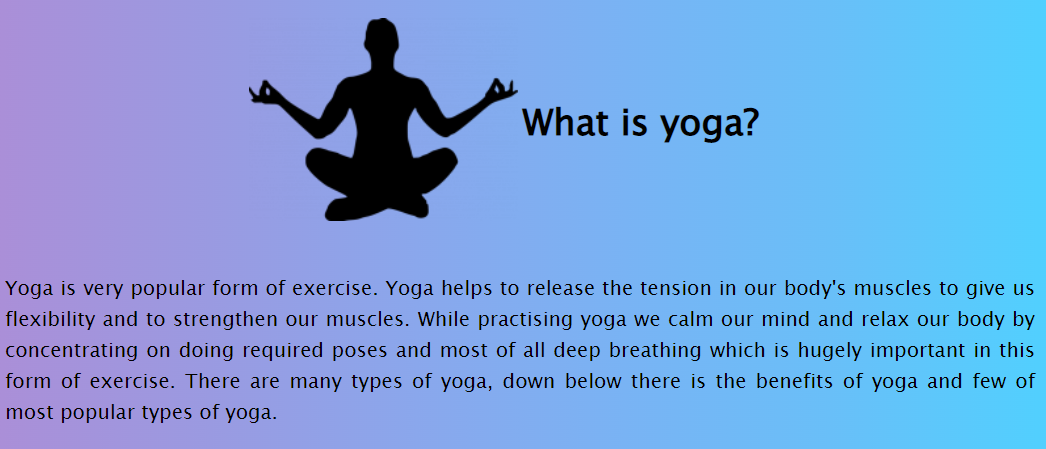 What is yoga?
Yoga is very popular form of exercise. Yoga helps to release the tension in our body's muscles to give us
flexibility and to strengthen our muscles. While practising yoga we calm our mind and relax our body by
concentrating on doing required poses and most of all deep breathing which is hugely important in this
form of exercise. There are many types of yoga, down below there is the benefits of yoga and few of
most popular types of yoga.